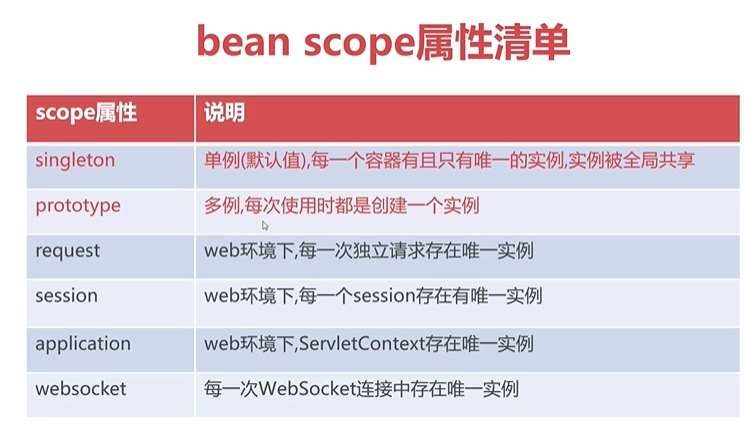 bean scope属性清单
scope属性 说明
singleton 单例(默认值),每一个容器有且只有唯一的实例,实例被全局共享
prototype 多例,每次使用时都是创建一个实例
request web环境下,每一次独立请求存在唯一实例
session web环境下,每一个session存在有唯一实例
application web环境下,ServletContext存在唯一实例
websocket 每一次WebSocket连接中存在唯一实例